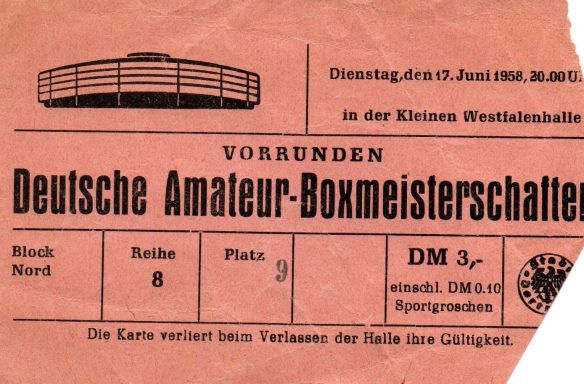 Dienstag, den 17. Juni 1958, 20.00 U
in der Kleinen Westfalenhalle
VORRUNDEN
Deutsche Amateur-Boxmeisterschaften
Block Reihe Platz DM 3,-
Nord 8 9
einschl. DM 0.10
Sportgroschen
Die Karte verliert beim Verlassen der Halle ihre Gültigkeit.